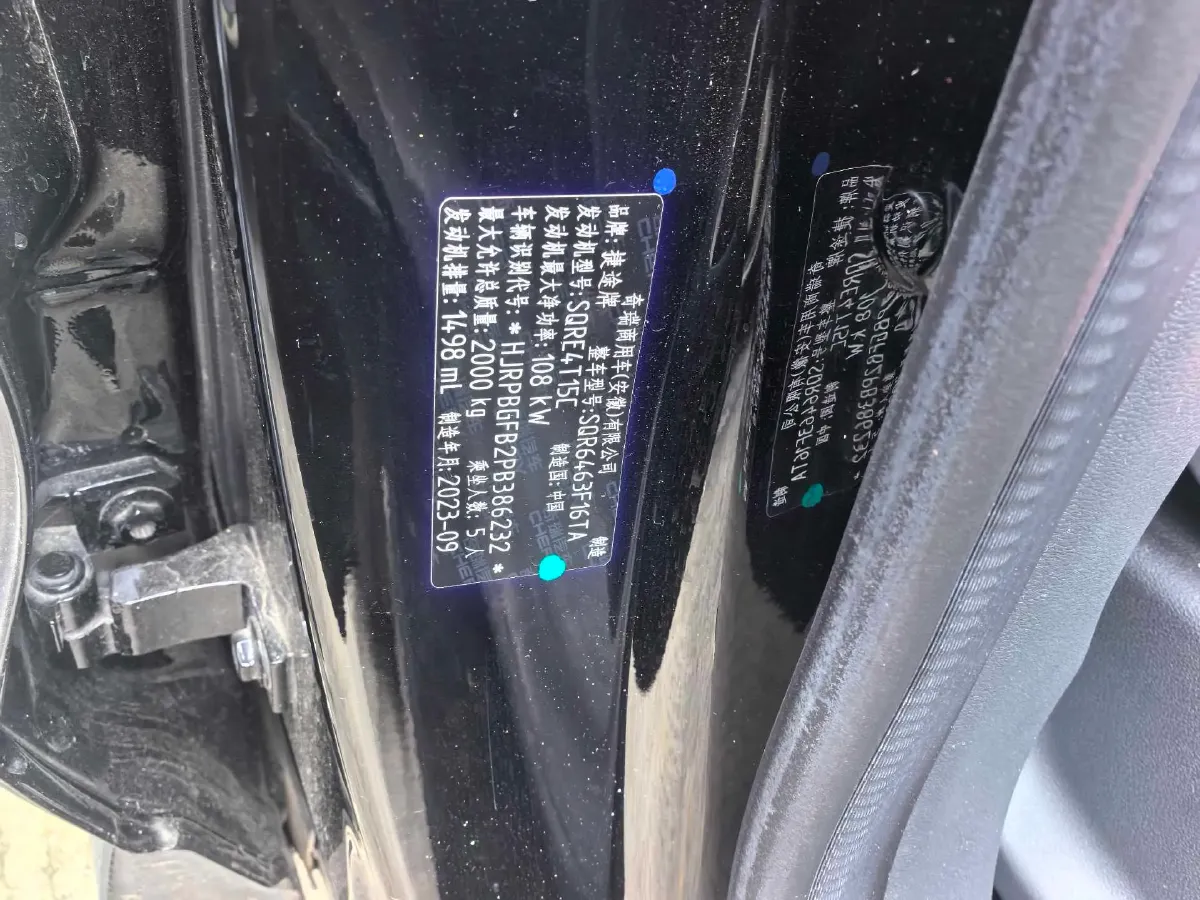 奇瑞商用车(安徽)有限公司 制造
品牌: 捷途牌 整车型号:SQR6463F16TA
发动机型号:SQRE4T15C 制造国: 中国
发动机最大净功率: 108 kW
车辆识别代号: *HJRPBGFB2PB386232*
最大允许总质量: 2000 kg 乘坐人数: 5 人
发动机排量: 1498 mL 制造年月: 2023-09